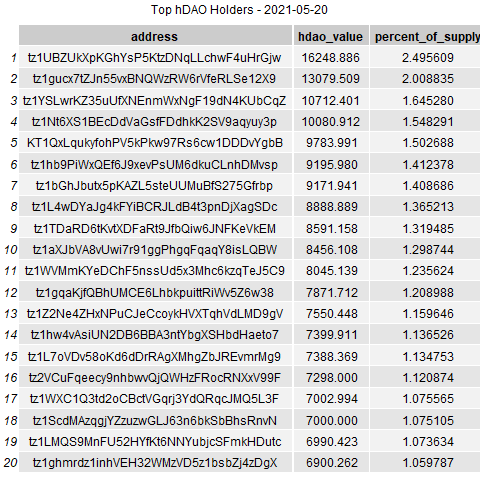 Top hDAO Holders - 2021-05-20
address hdao_value percent_of_supply
1 tz1UBZUkXpKGhYsP5KtzDNqLLchwF4uHrGjw 16248.886 2.495609
2 tz1gucx7tZJn55vxBNQWzRW6rVfeRLSe12X9 13079.509 2.008835
3 tz1YSLwrKZ35uUfXNEnmWxNgF19dN4KUbCqZ 10712.401 1.645280
4 tz1Nt6XS1BEcDdVaGsfFDdhkK2SV9aqyuy3p 10080.912 1.548291
5 KT1QxLqukyfohPV5kPkw97Rs6cw1DDDvYgbB 9783.991 1.502688
6 tz1hb9PiWxQEf6J9xevPsUM6dkuCLnhDMvsp 9195.980 1.412378
7 tz1bGhJbutx5pKAZL5steUUMuBfS275Gfrbp 9171.941 1.408686
8 tz1L4wDYaJg4kFYiBCRJLdB4t3pnDjXagSDc 8888.889 1.365213
9 tz1TDaRD6tKvtXDFaRt9JfbQiw6JNFKeVkEM 8591.158 1.319485
10 tz1aXJbVA8vUwi7r91ggPhgqFqaqY8isLQBW 8456.108 1.298744
11 tz1WVMmKYeDChF5nssUd5x3Mhc6kzqTeJ5C9 8045.139 1.235624
12 tz1gqaKjfQBhUMCE6LhbkpuittRiWv5Z6w38 7871.712 1.208988
13 tz1Z2Ne4ZHxNPuCJeCcoykHVXTqhVdLMD9gV 7550.448 1.159646
14 tz1hw4vAsiUN2DB6BBA3ntYbgXSHbdHaeto7 7399.911 1.136526
15 tz1L7oVDv58oKd6dDrRAgXMhgZbJREvmrMg9 7388.369 1.134753
16 tz2VCuFqeecy9nhbwvQjQWHzFRocRNXxV99F 7298.000 1.120874
17 tz1WXC1Q3td2oCBctVGqrj3YdQRqcJMQ5L3F 7002.994 1.075565
18 tz1ScdMAzqgjYZzuzwGLJ63n6bkSbBhsRnvN 7000.000 1.075105
19 tz1LMQS9MnFU52HYfKt6NNYubjcSFmkHDutc 6990.423 1.073634
20 tz1ghmrdz1inhVEH32WMzVD5z1bsbZj4zDgX 6900.262 1.059787